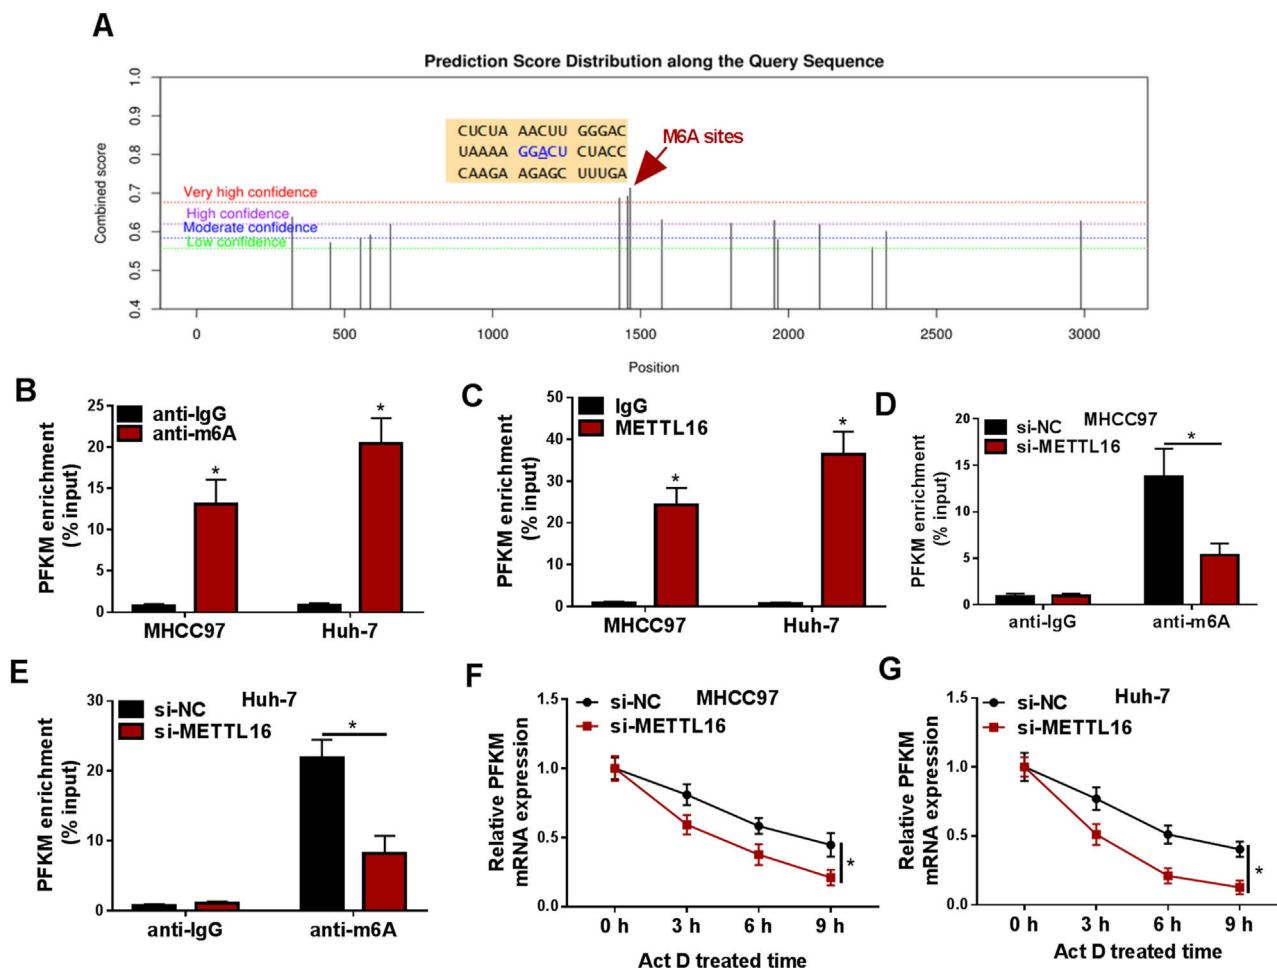 A
Prediction Score Distribution along the Query Sequence
Combined score
1.0
0.9
0.8
0.7
0.6
0.5
0.4
CUCUA AACUU GGGAC
UAAAA GGACU CUACC
CAAGA AGAGC UUUGA
M6A sites
Very high confidence
High confidence
Moderate confidence
Low confidence
0 500 1000 1500 2000 2500 3000
Position
B
anti-IgG
anti-m6A
PFKM enrichment
(% input)
25
20
15
10
5
0
*
*
MHCC97 Huh-7
C
IgG
METTL16
PFKM enrichment
(% input)
50
40
30
20
10
0
*
*
MHCC97 Huh-7
D
MHCC97
si-NC
si-METTL16
PFKM enrichment
(% input)
20
15
10
5
0
*
anti-IgG anti-m6A
E
Huh-7
si-NC
si-METTL16
PFKM enrichment
(% input)
30
20
10
0
*
anti-IgG anti-m6A
F
MHCC97
si-NC
si-METTL16
Relative PFKM
mRNA expression
1.5
1.0
0.5
0.0
*
0 h 3 h 6 h 9 h
Act D treated time
G
Huh-7
si-NC
si-METTL16
Relative PFKM
mRNA expression
1.5
1.0
0.5
0.0
*
0 h 3 h 6 h 9 h
Act D treated time